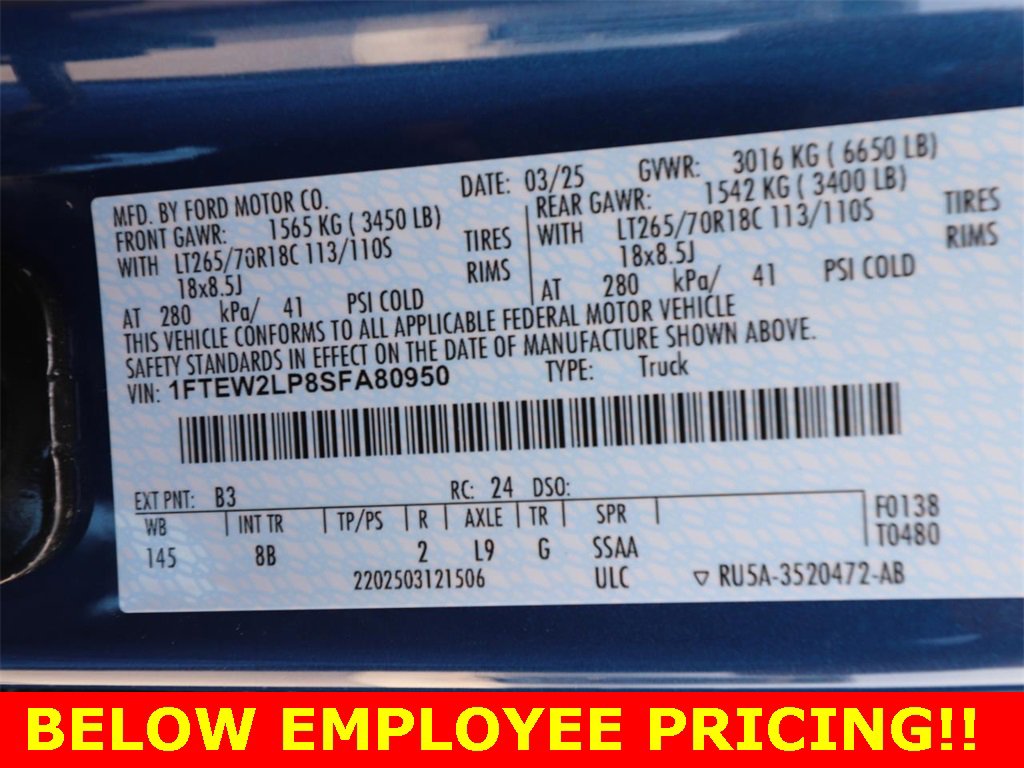 MFD. BY FORD MOTOR CO. DATE: 03/25 GVWR: 3016 KG ( 6650 LB)
FRONT GAWR: 1565 KG ( 3450 LB) REAR GAWR: 1542 KG ( 3400 LB)
WITH LT265/70R18C 113/110S TIRES WITH LT265/70R18C 113/110S TIRES
18x8.5J RIMS 18x8.5J RIMS
AT 280 kPa/ 41 PSI COLD AT 280 kPa/ 41 PSI COLD
THIS VEHICLE CONFORMS TO ALL APPLICABLE FEDERAL MOTOR VEHICLE
SAFETY STANDARDS IN EFFECT ON THE DATE OF MANUFACTURE SHOWN ABOVE.
VIN: 1FTEW2LP8SFA80950 TYPE: Truck
EXT PNT: B3 RC: 24 DSO:
WB INT TR TP/PS R AXLE TR SPR F0138
145 8B 2 L9 G SSAA T0480
2202503121506 ULC ▽ RU5A-3520472-AB
BELOW EMPLOYEE PRICING!!